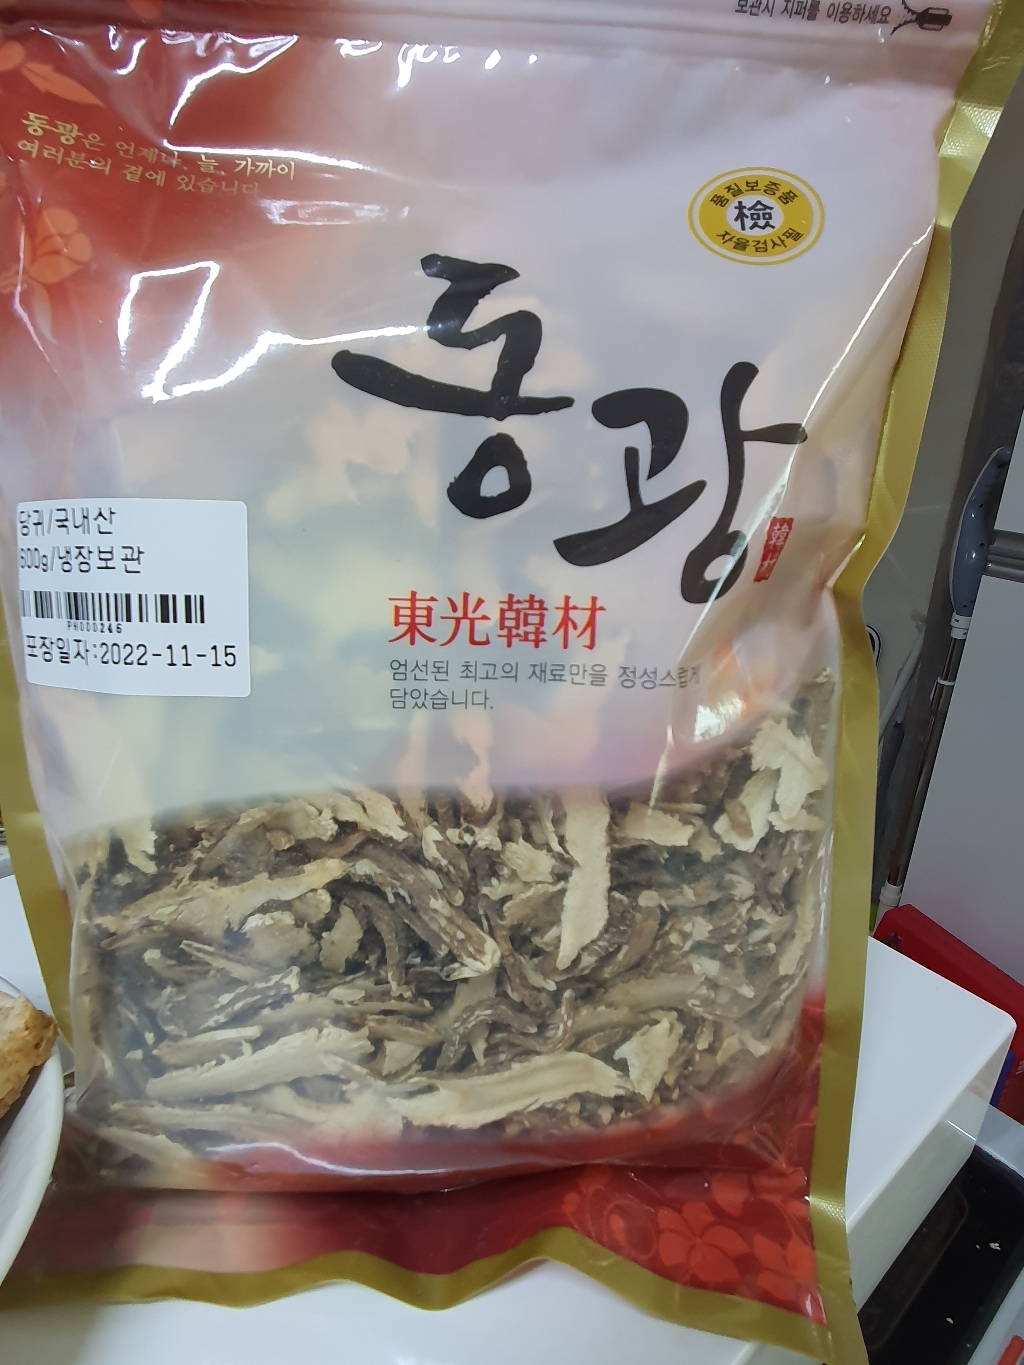 보관시 지퍼를 이용하세요
동광은 언제나, 늘, 가까이
여러분의 곁에 있습니다
품질보증품
檢
자율검사필
동광
韓材
東光韓材
엄선된 최고의 재료만을 정성스럽게
담았습니다.
당귀/국내산
600g/냉장보관
PH000246
포장일자:2022-11-15